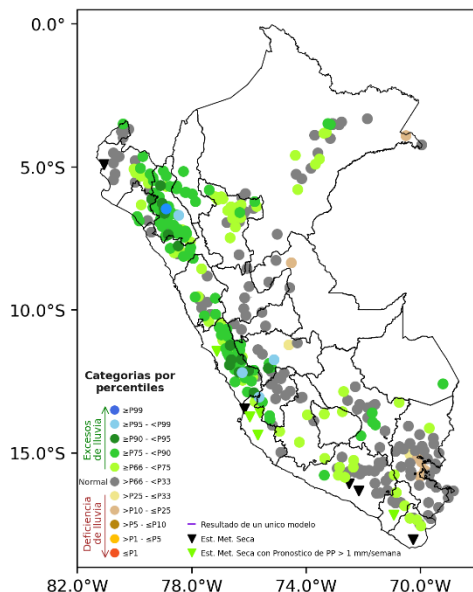 0.0°
5.0°S
10.0°S
15.0°S
Categorias por
percentiles
Excesos
de lluvia
≥P99
≥P95 - <P99
≥P90 - <P95
≥P75 - <P90
≥P66 - <P75
Normal
>P66 - <P33
>P25 - ≤P33
>P10 - ≤P25
>P5 - ≤P10
>P1 - ≤P5
≤P1
Deficiencia
de lluvia
Resultado de un unico modelo
Est. Met. Seca
Est. Met. Seca con Pronostico de PP > 1 mm/semana
82.0°W
78.0°W
74.0°W
70.0°W